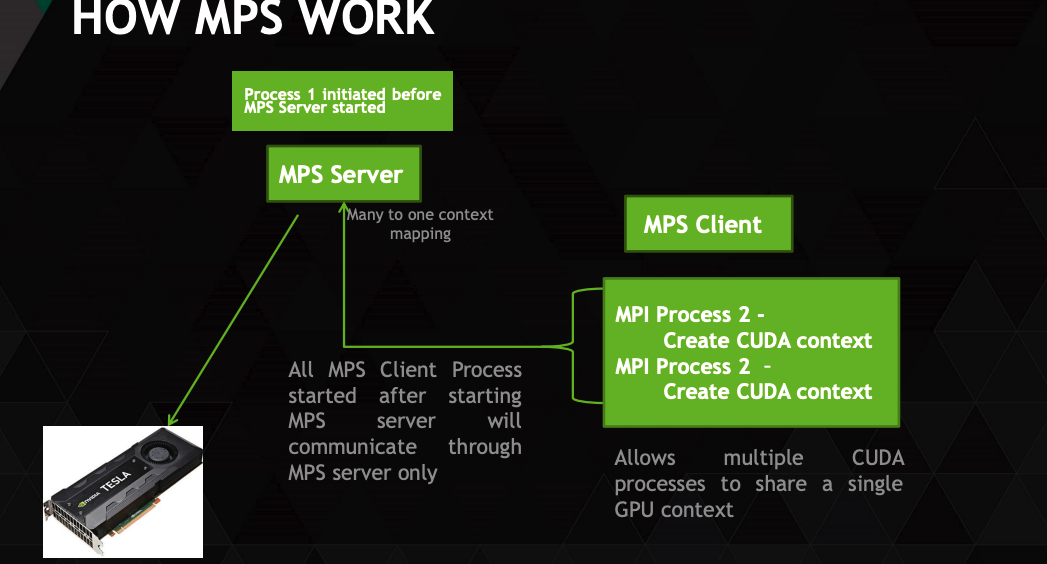 HOW MPS WORK
Process 1 initiated before
MPS Server started
MPS Server
Many to one context
mapping
MPS Client
MPI Process 2 -
Create CUDA context
MPI Process 2 –
Create CUDA context
All MPS Client Process
started after starting
MPS server will
communicate through
MPS server only
Allows multiple CUDA
processes to share a single
GPU context
nVIDIA TESLA